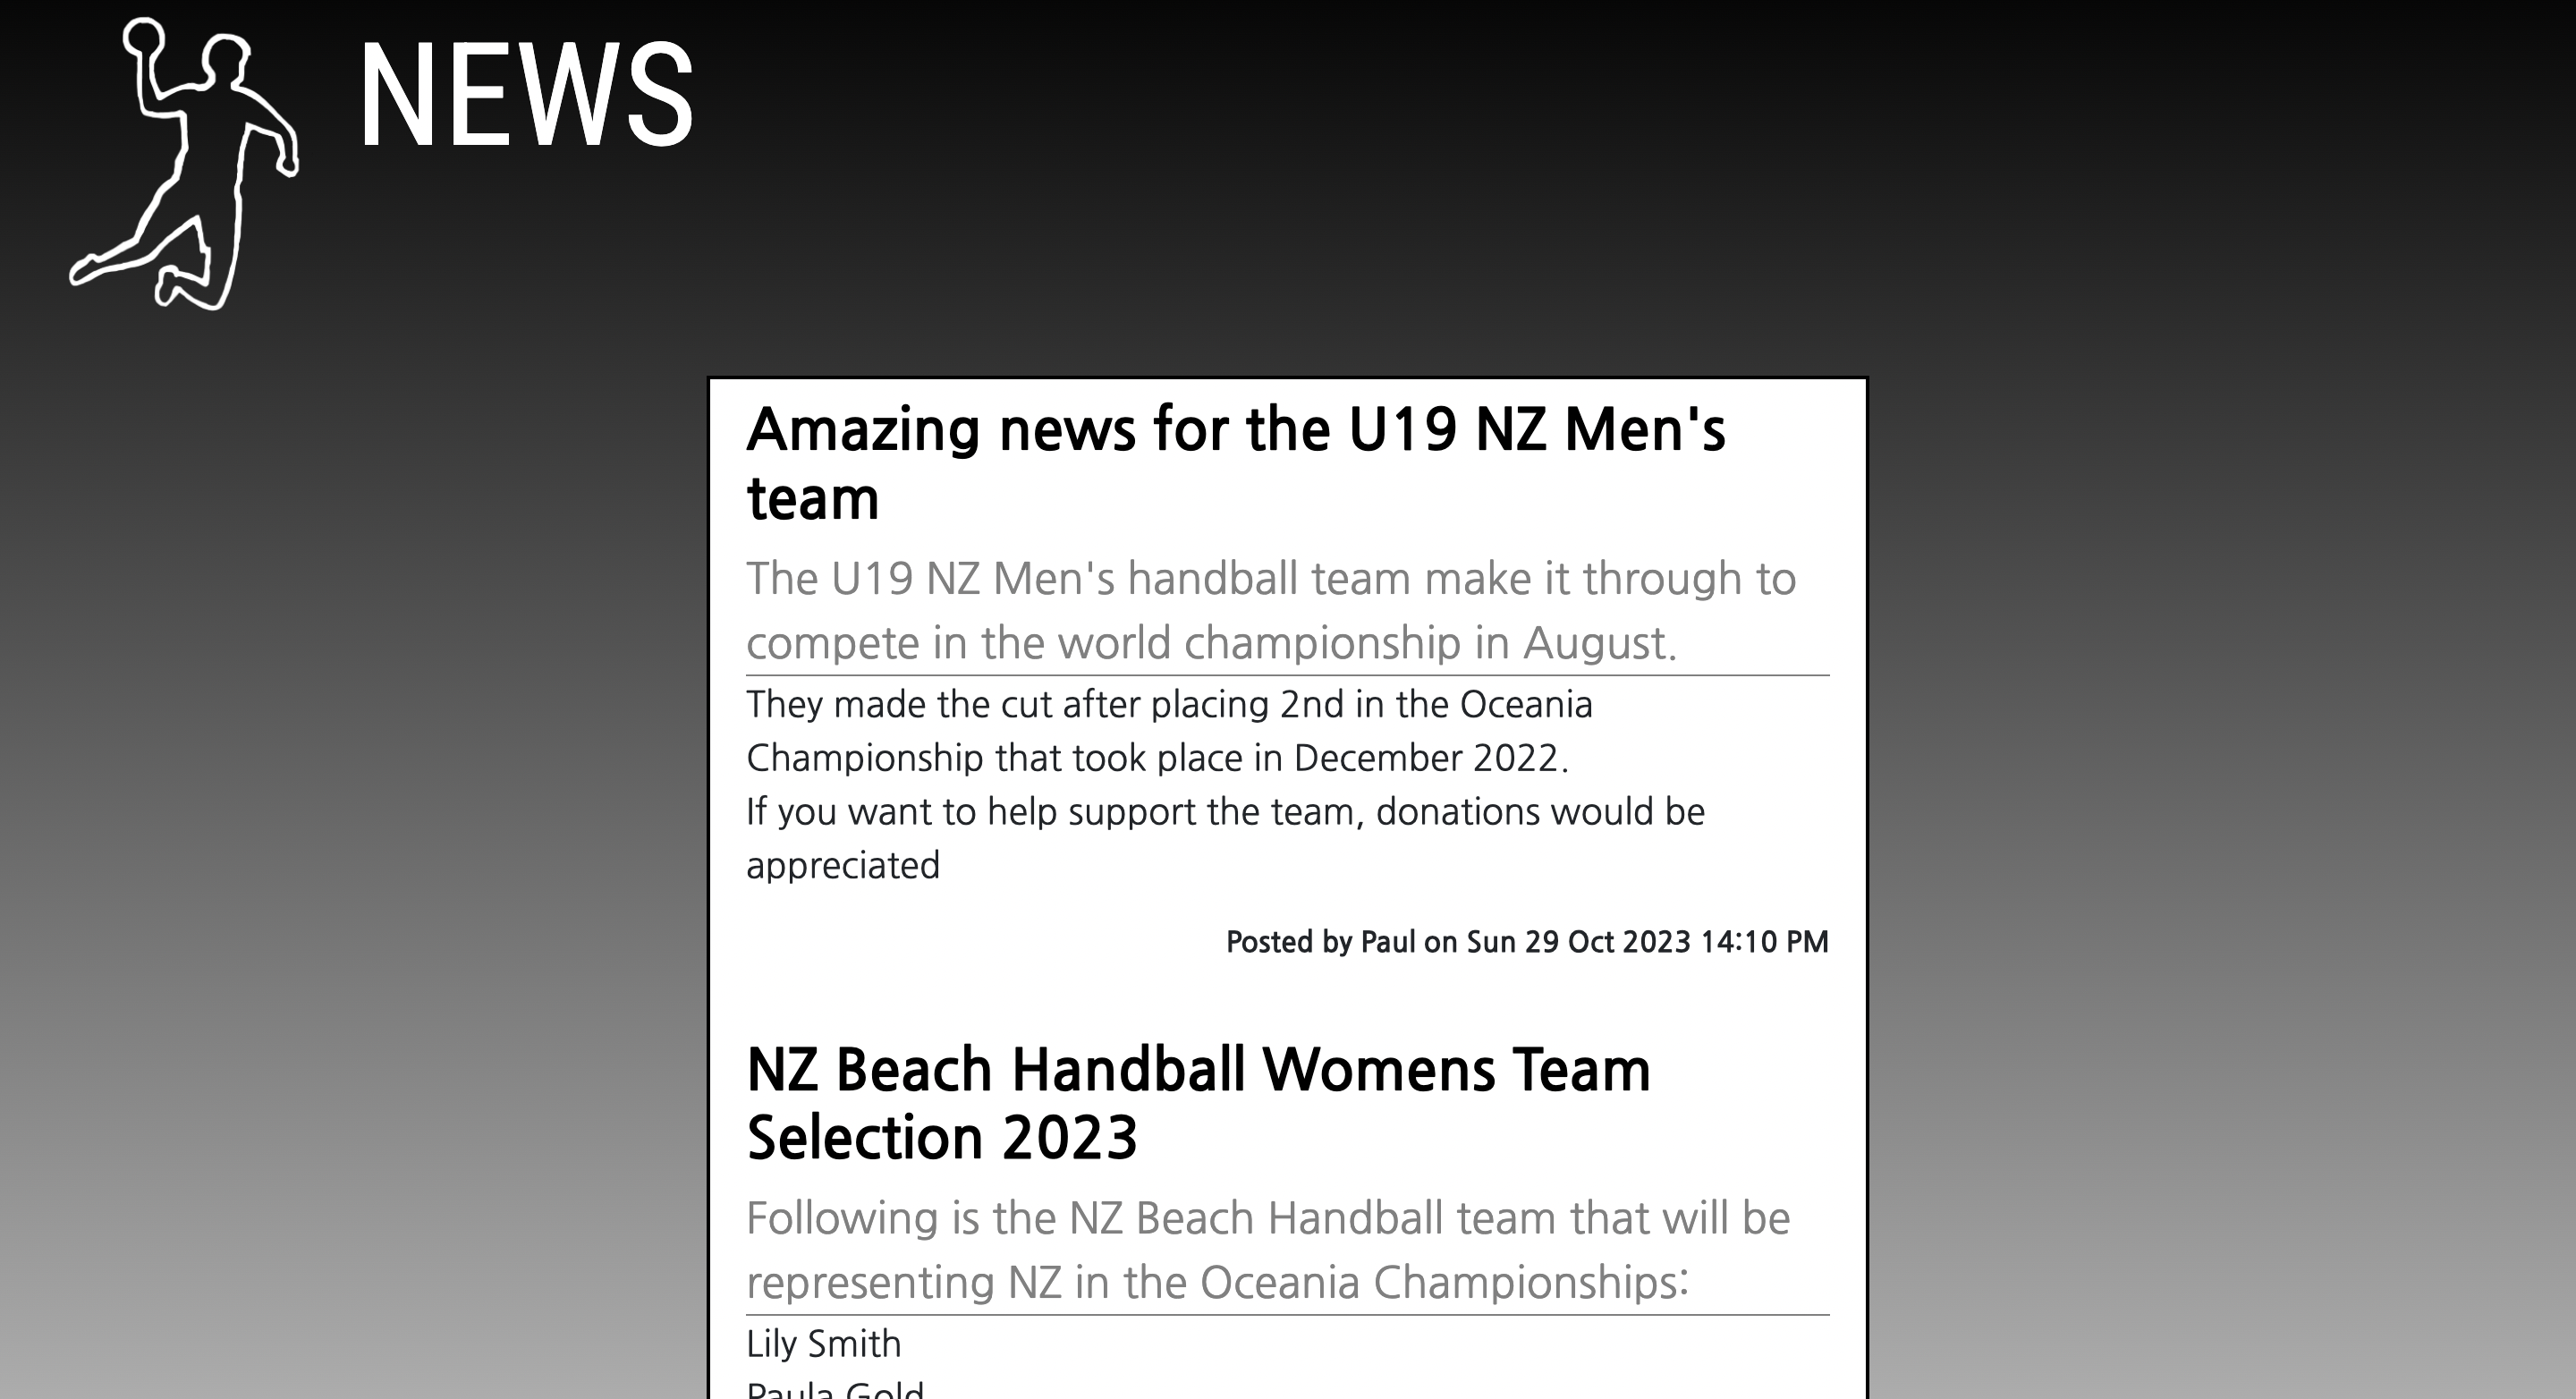 NEWS
Amazing news for the U19 NZ Men's
team
The U19 NZ Men's handball team make it through to
compete in the world championship in August.
They made the cut after placing 2nd in the Oceania
Championship that took place in December 2022.
If you want to help support the team, donations would be
appreciated
Posted by Paul on Sun 29 Oct 2023 14:10 PM
NZ Beach Handball Womens Team
Selection 2023
Following is the NZ Beach Handball team that will be
representing NZ in the Oceania Championships:
Lily Smith
Paula Gold